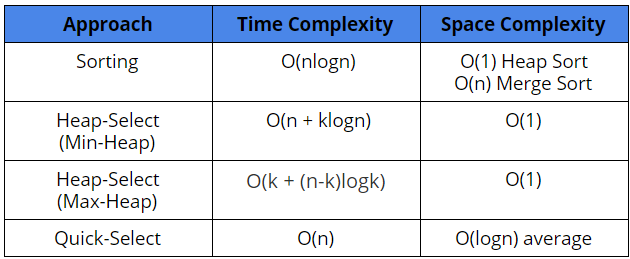 Approach Time Complexity Space Complexity
Sorting O(nlogn) O(1) Heap Sort
O(n) Merge Sort
Heap-Select O(n + klogn) O(1)
(Min-Heap)
Heap-Select O(k + (n-k)logk) O(1)
(Max-Heap)
Quick-Select O(n) O(logn) average